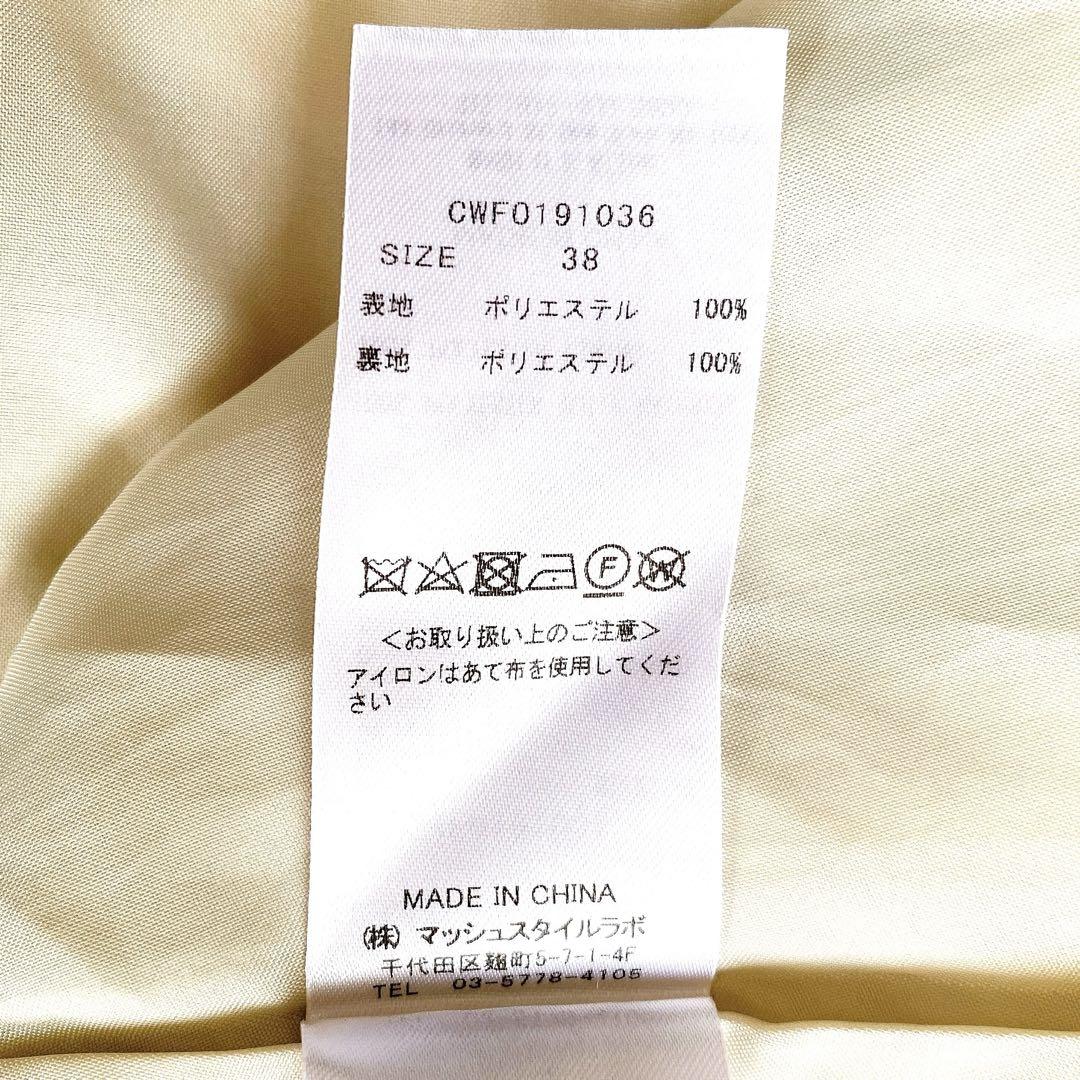 CWF0191036
SIZE 38
表地 ポリエステル 100%
裏地 ポリエステル 100%
F
W
＜お取り扱い上のご注意＞
アイロンはあて布を使用してくだ
さい
MADE IN CHINA
(株) マッシュスタイルラボ
千代田区麹町5-7-1-4F
TEL 03-5778-4105